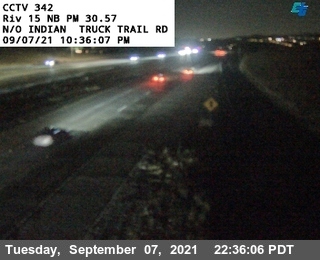 CCTV 342
Riv 15 NB PM 30.57
N/O INDIAN TRUCK TRAIL RD
09/07/21 10:36:07 PM
Tuesday, September 07, 2021 22:36:06 PDT